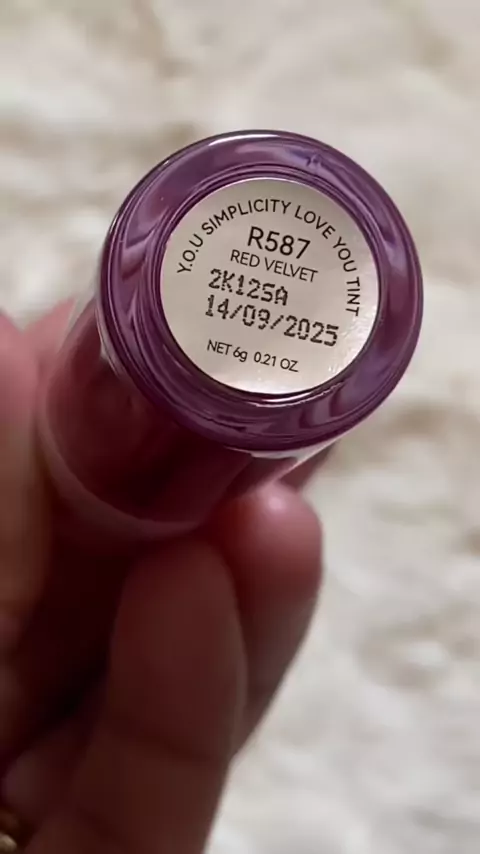 Y.O.U SIMPLICITY LOVE YOU TINT
R587
RED VELVET
2K125A
14/09/2025
NET 6g 0.21 OZ